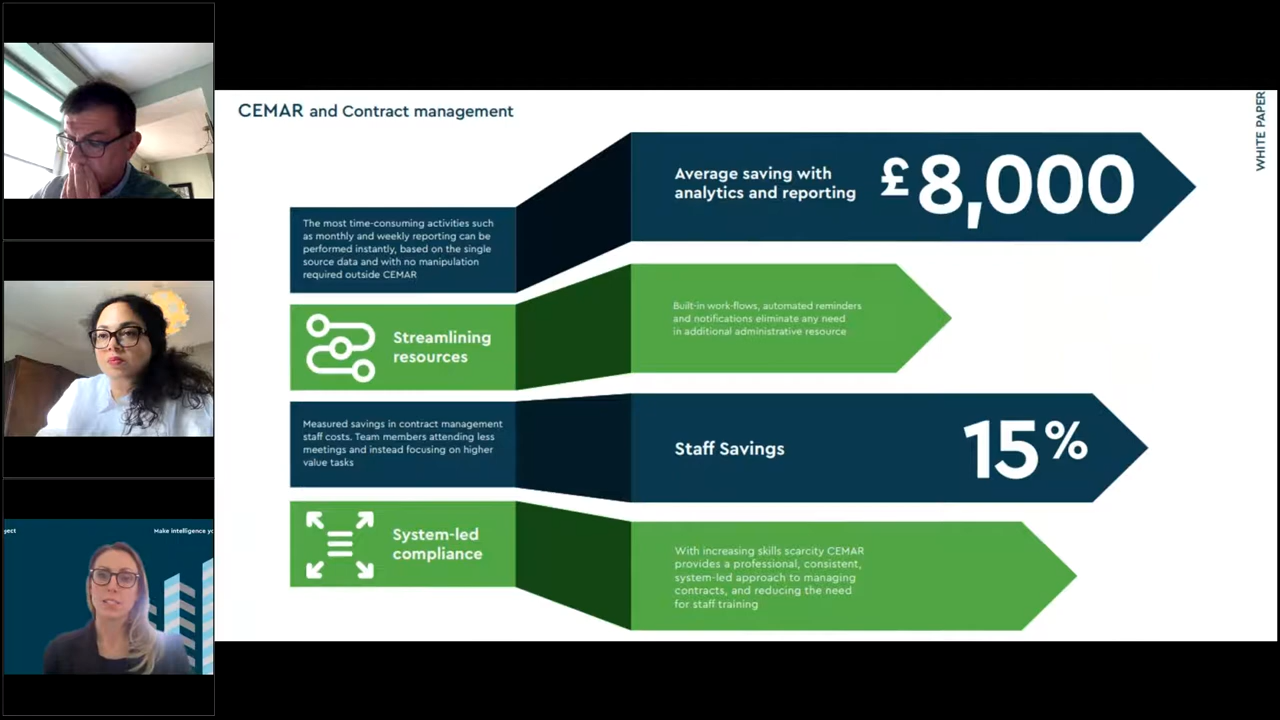 CEMAR and Contract management
WHITE PAPER
Average saving with
analytics and reporting
£8,000
The most time-consuming activities such
as monthly and weekly reporting can be
performed instantly, based on the single
source data and with no manipulation
required outside CEMAR
Streamlining
resources
Built-in work-flows, automated reminders
and notifications eliminate any need
in additional administrative resource
Measured savings in contract management
staff costs. Team members attending less
meetings and instead focusing on higher
value tasks
Staff Savings
15%
System-led
compliance
With increasing skills scarcity CEMAR
provides a professional, consistent,
system-led approach to managing
contracts, and reducing the need
for staff training
Make intelligence